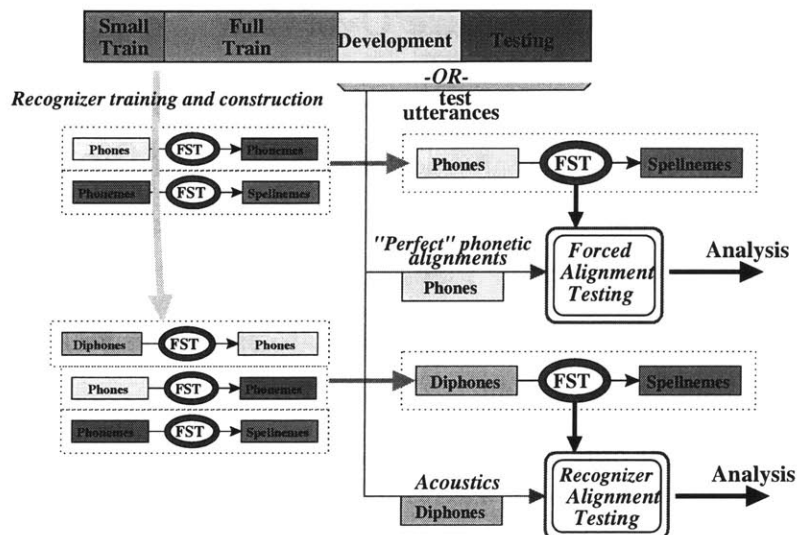 Small
Train
Full
Train
Development
Testing
-OR-
test
utterances
Recognizer training and construction
Phones FST Phonemes
Phonemes FST Spellnemes
Phones FST Spellnemes
"Perfect" phonetic
alignments
Phones
Forced
Alignment
Testing
Analysis
Diphones FST Phones
Phones FST Phonemes
Phonemes FST Spellnemes
Diphones FST Spellnemes
Acoustics
Diphones
Recognizer
Alignment
Testing
Analysis